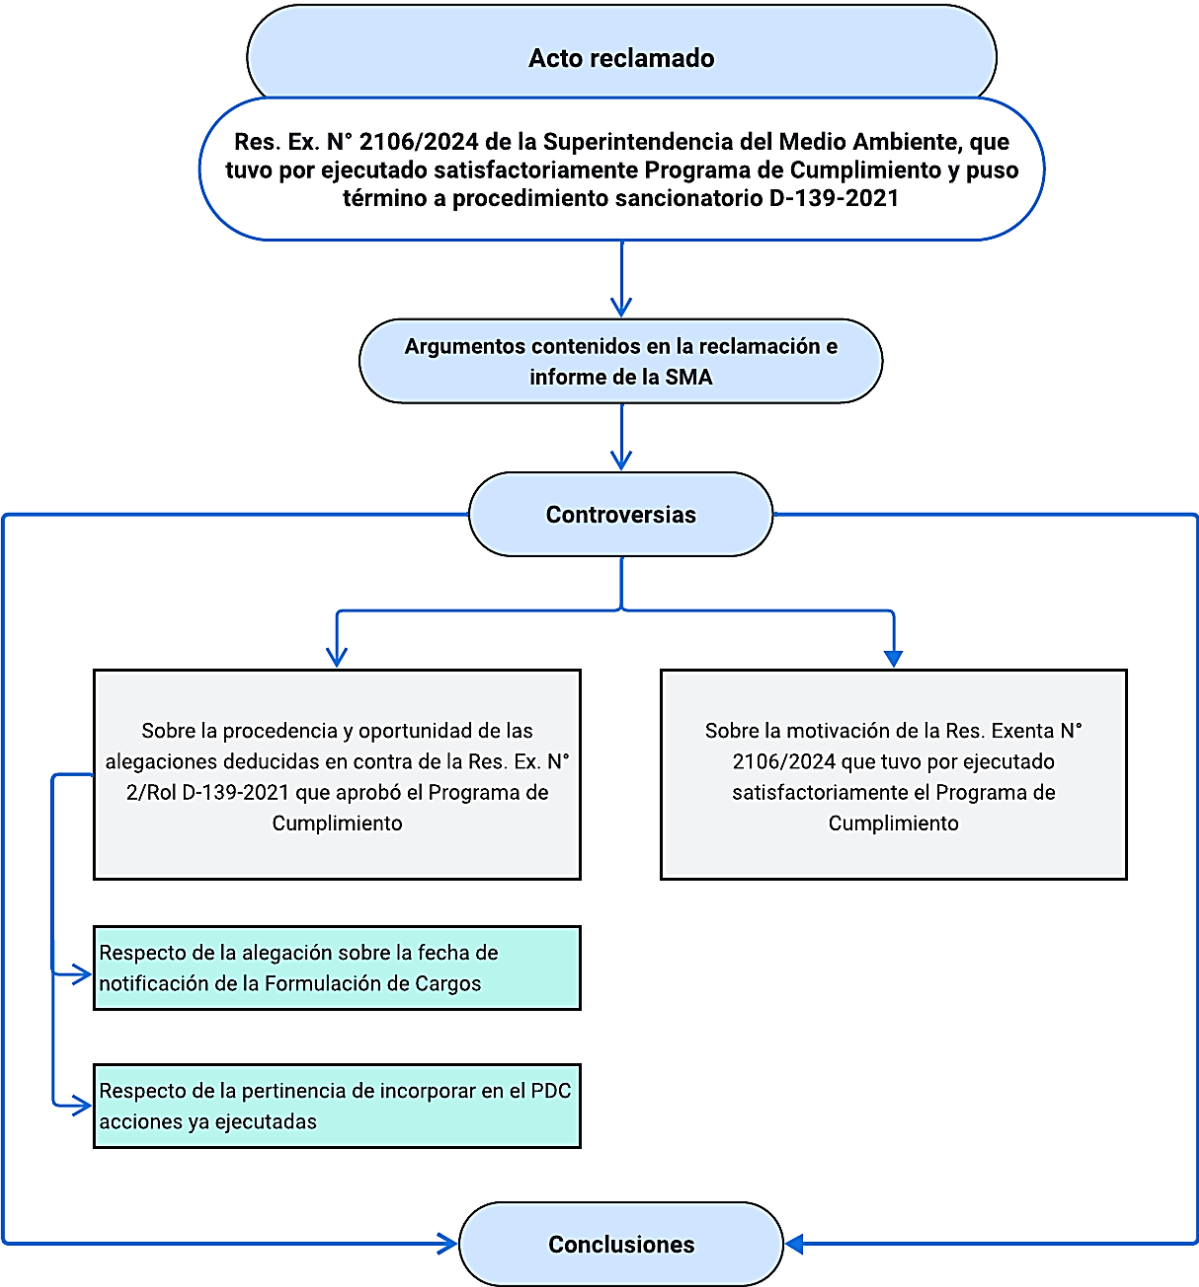 Acto reclamado
Res. Ex. N° 2106/2024 de la Superintendencia del Medio Ambiente, que
tuvo por ejecutado satisfactoriamente Programa de Cumplimiento y puso
término a procedimiento sancionatorio D-139-2021
Argumentos contenidos en la reclamación e
informe de la SMA
Controversias
Sobre la procedencia y oportunidad de las
alegaciones deducidas en contra de la Res. Ex. N°
2/Rol D-139-2021 que aprobó el Programa de
Cumplimiento
Sobre la motivación de la Res. Exenta N°
2106/2024 que tuvo por ejecutado
satisfactoriamente el Programa de
Cumplimiento
Respecto de la alegación sobre la fecha de
notificación de la Formulación de Cargos
Respecto de la pertinencia de incorporar en el PDC
acciones ya ejecutadas
Conclusiones